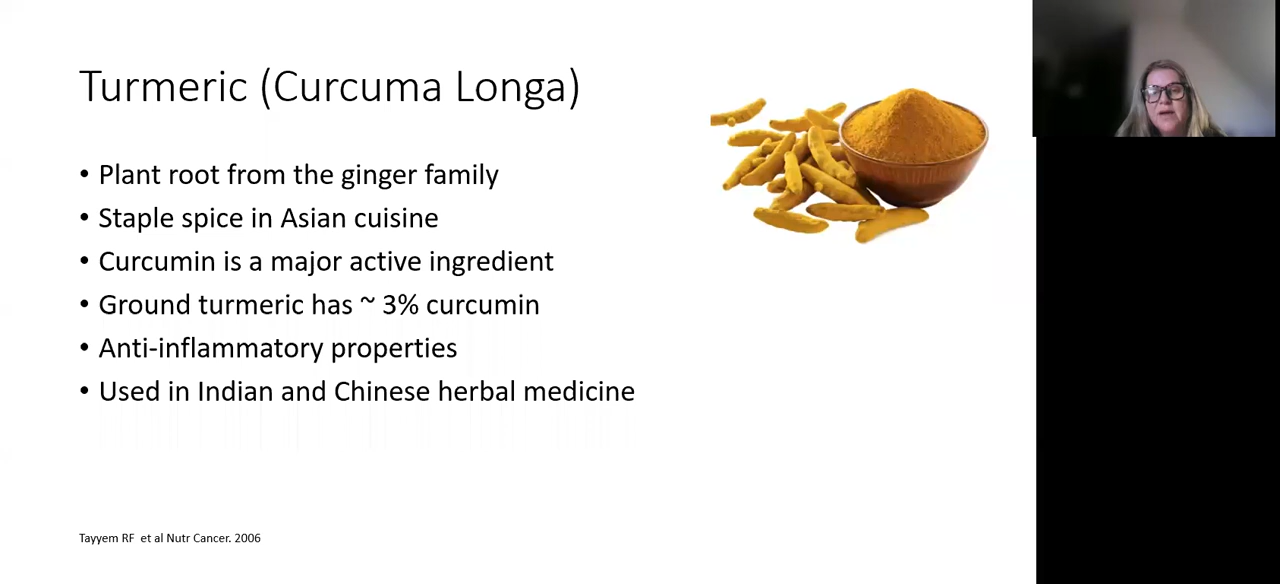 Turmeric (Curcuma Longa)
• Plant root from the ginger family
• Staple spice in Asian cuisine
• Curcumin is a major active ingredient
• Ground turmeric has ~ 3% curcumin
• Anti-inflammatory properties
• Used in Indian and Chinese herbal medicine
Tayyem RF  et al Nutr Cancer. 2006